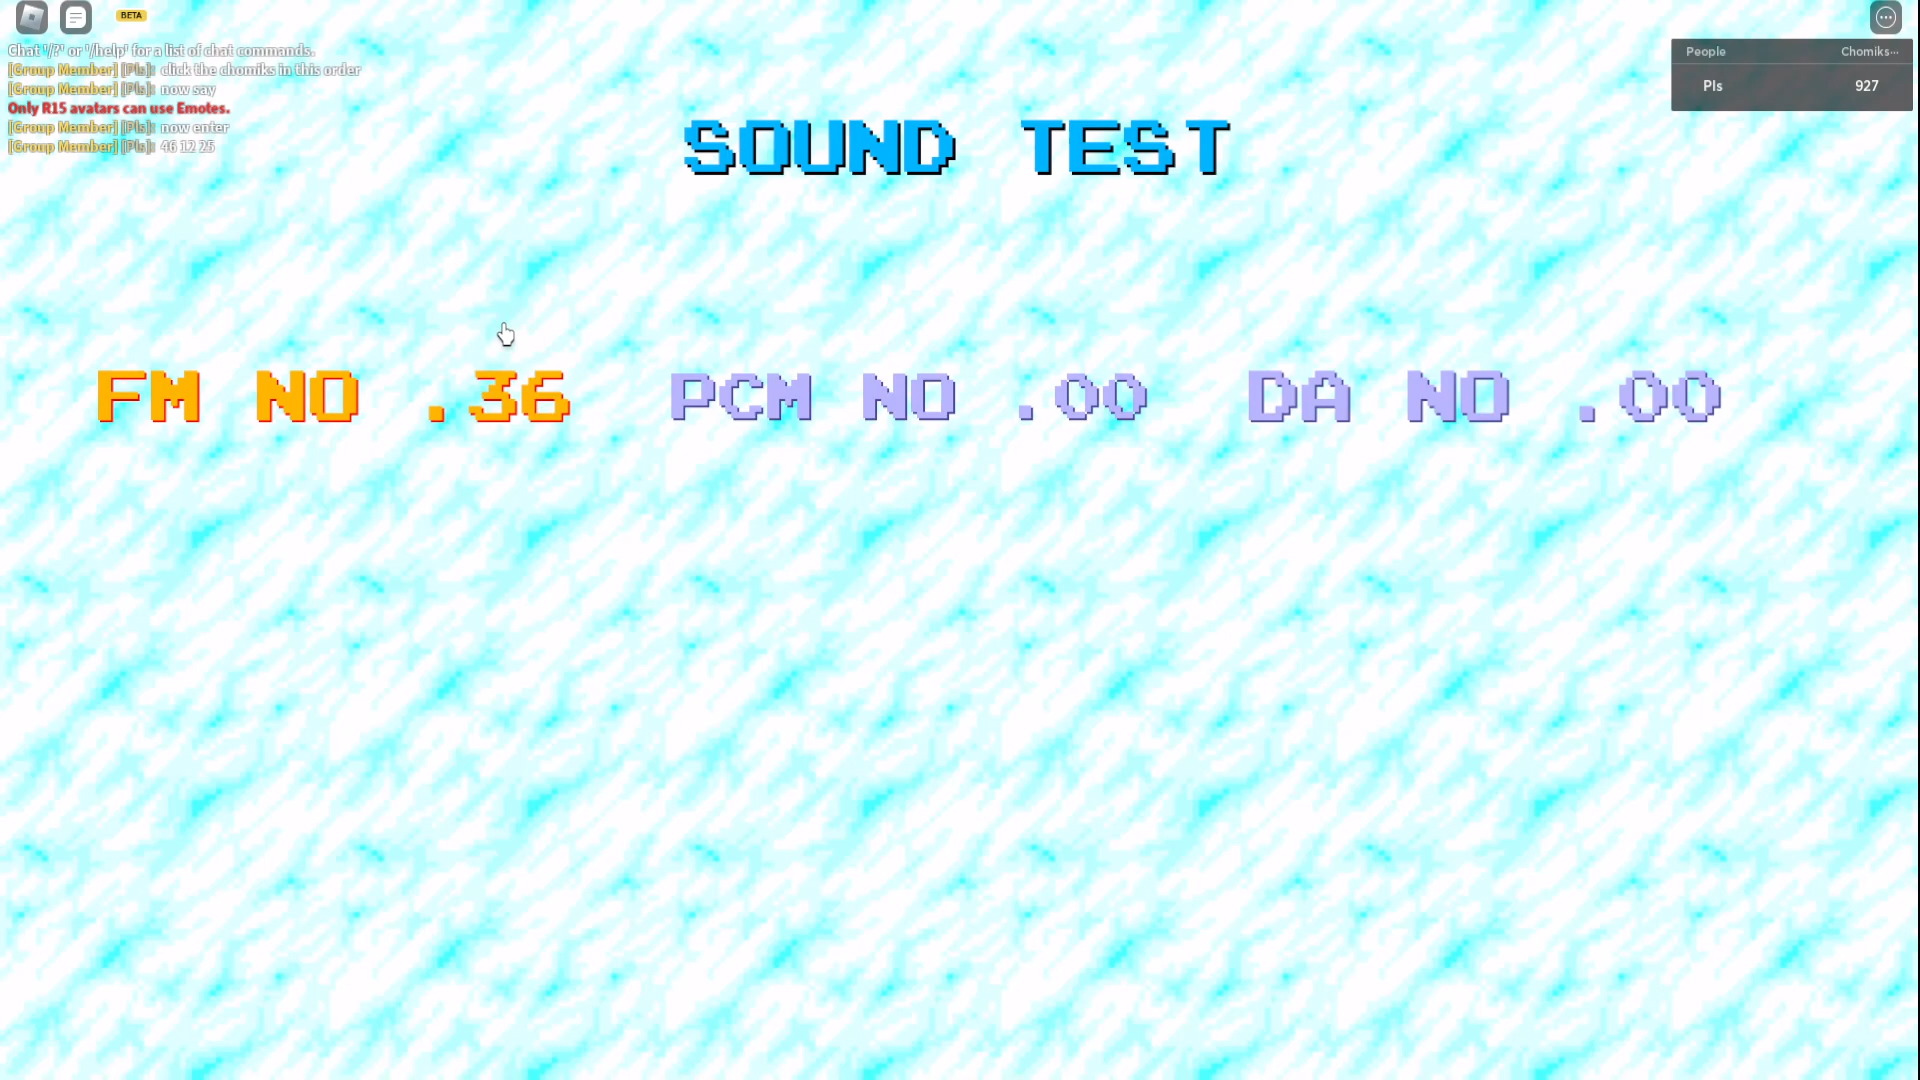 BETA
Chat '/?' or '/help' for a list of chat commands.
[Group Member] [Pls]: click the chomiks in this order
[Group Member] [Pls]: now say
Only R15 avatars can use Emotes.
[Group Member] [Pls]: now enter
[Group Member] [Pls]: 46 12 25
People Chomiks...
Pls 927
SOUND TEST
FM NO .36 PCM NO .00 DA NO .00